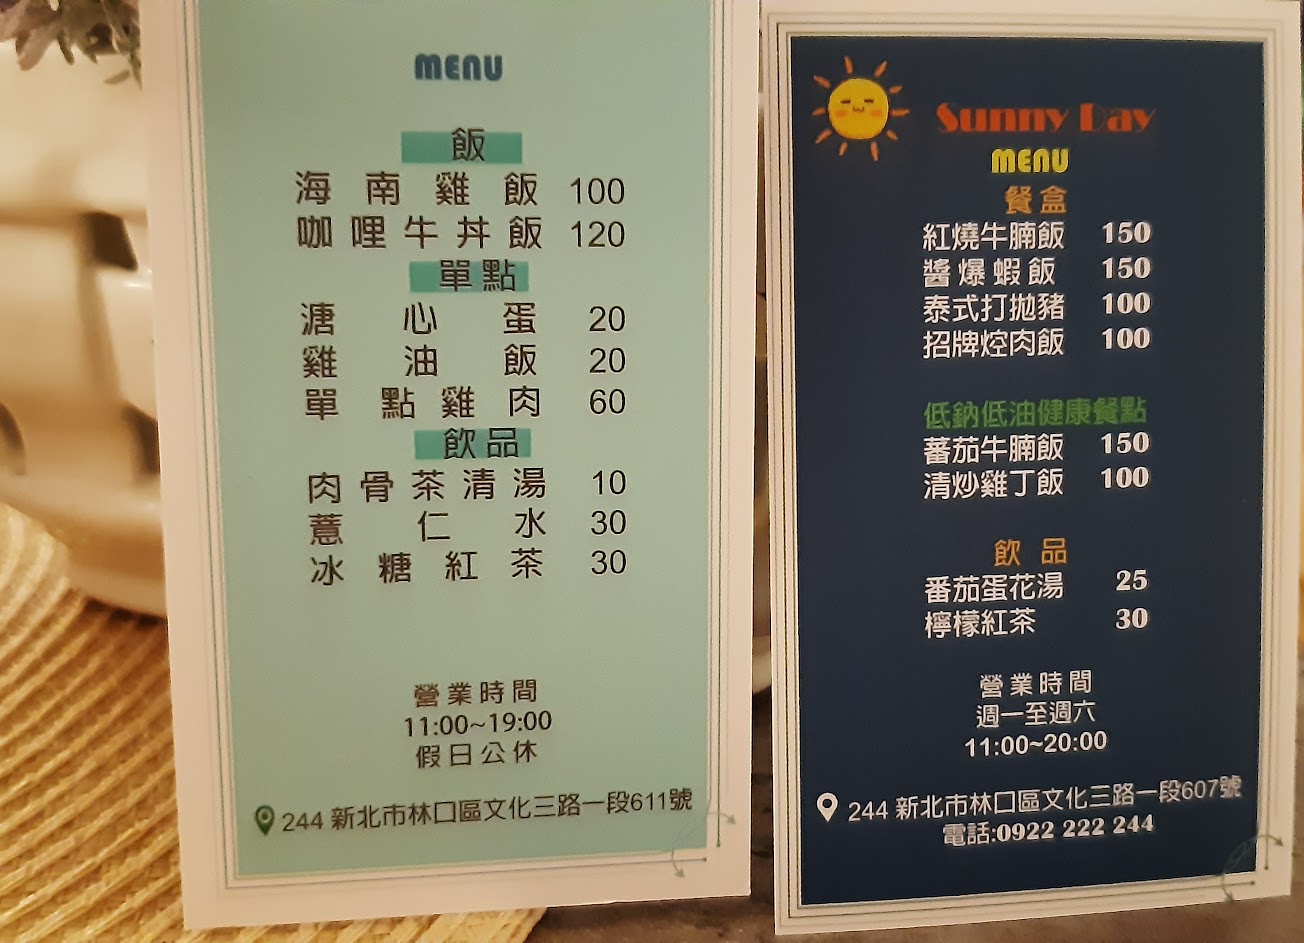 MENU
飯
海南雞飯 100
咖哩牛丼飯 120
單點
溏心蛋 20
雞油飯 20
單點雞肉 60
飲品
肉骨茶清湯 10
薏仁水 30
冰糖紅茶 30
營業時間
11:00~19:00
假日公休
244 新北市林口區文化三路一段611號
Sunny Day
MENU
餐盒
紅燒牛腩飯 150
醬爆蝦飯 150
泰式打拋豬 100
招牌焢肉飯 100
低鈉低油健康餐點
蕃茄牛腩飯 150
清炒雞丁飯 100
飲品
番茄蛋花湯 25
檸檬紅茶 30
營業時間
週一至週六
11:00~20:00
244 新北市林口區文化三路一段607號
電話:0922 222 244